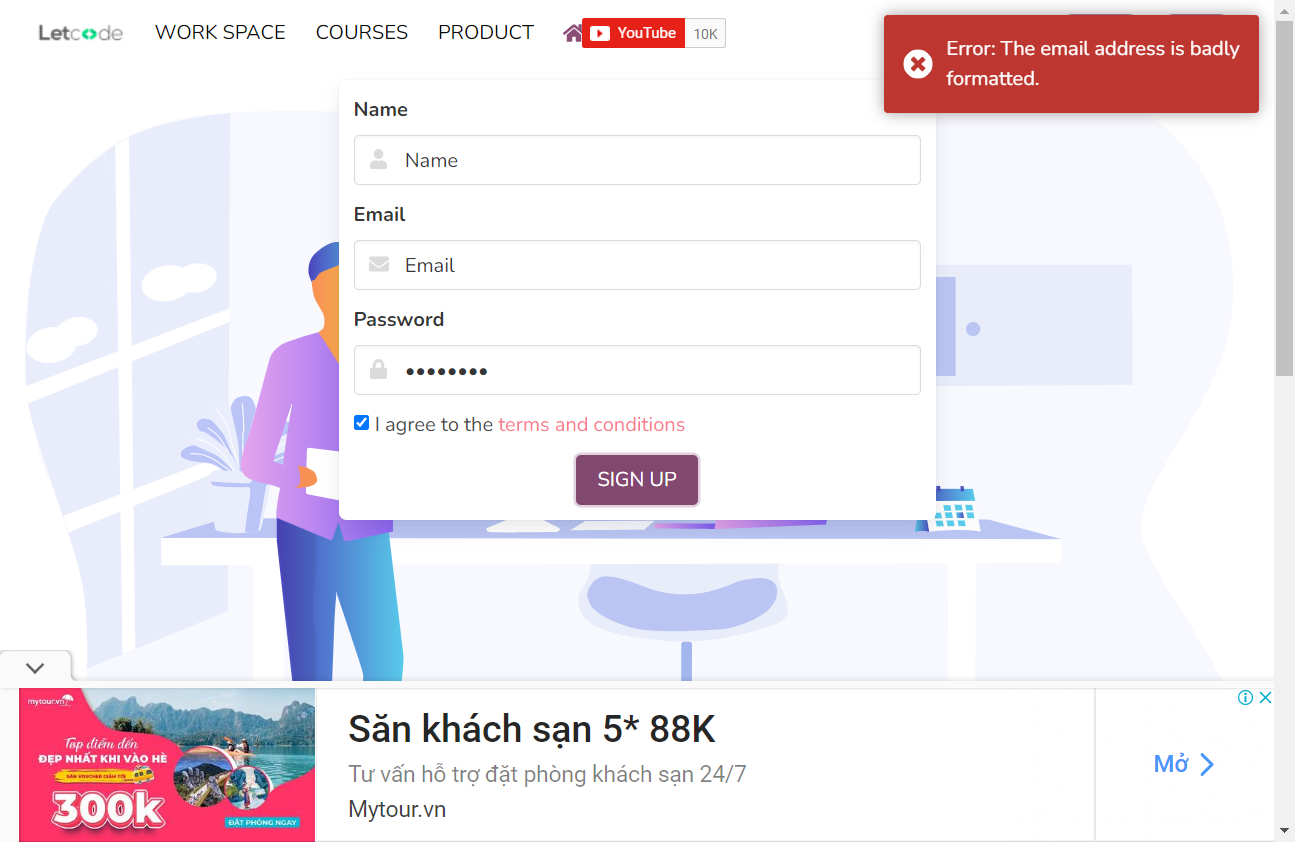 Letcode
WORK SPACE
COURSES
PRODUCT
YouTube
10K
Error: The email address is badly
formatted.
Name
Name
Email
Email
Password
••••••••
I agree to the terms and conditions
SIGN UP
mytour.vn
Top điểm đến
ĐẸP NHẤT KHI VÀO HÈ
SĂN VOUCHER GIẢM TỚI
300k
ĐẶT PHÒNG NGAY
Săn khách sạn 5* 88K
Tư vấn hỗ trợ đặt phòng khách sạn 24/7
Mytour.vn
Mở